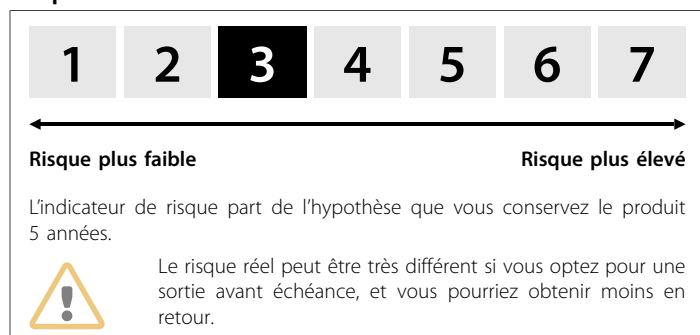 1 2 3 4 5 6 7
Risque plus faible Risque plus élevé
L'indicateur de risque part de l'hypothèse que vous conservez le produit
5 années.
Le risque réel peut être très différent si vous optez pour une
sortie avant échéance, et vous pourriez obtenir moins en
retour.